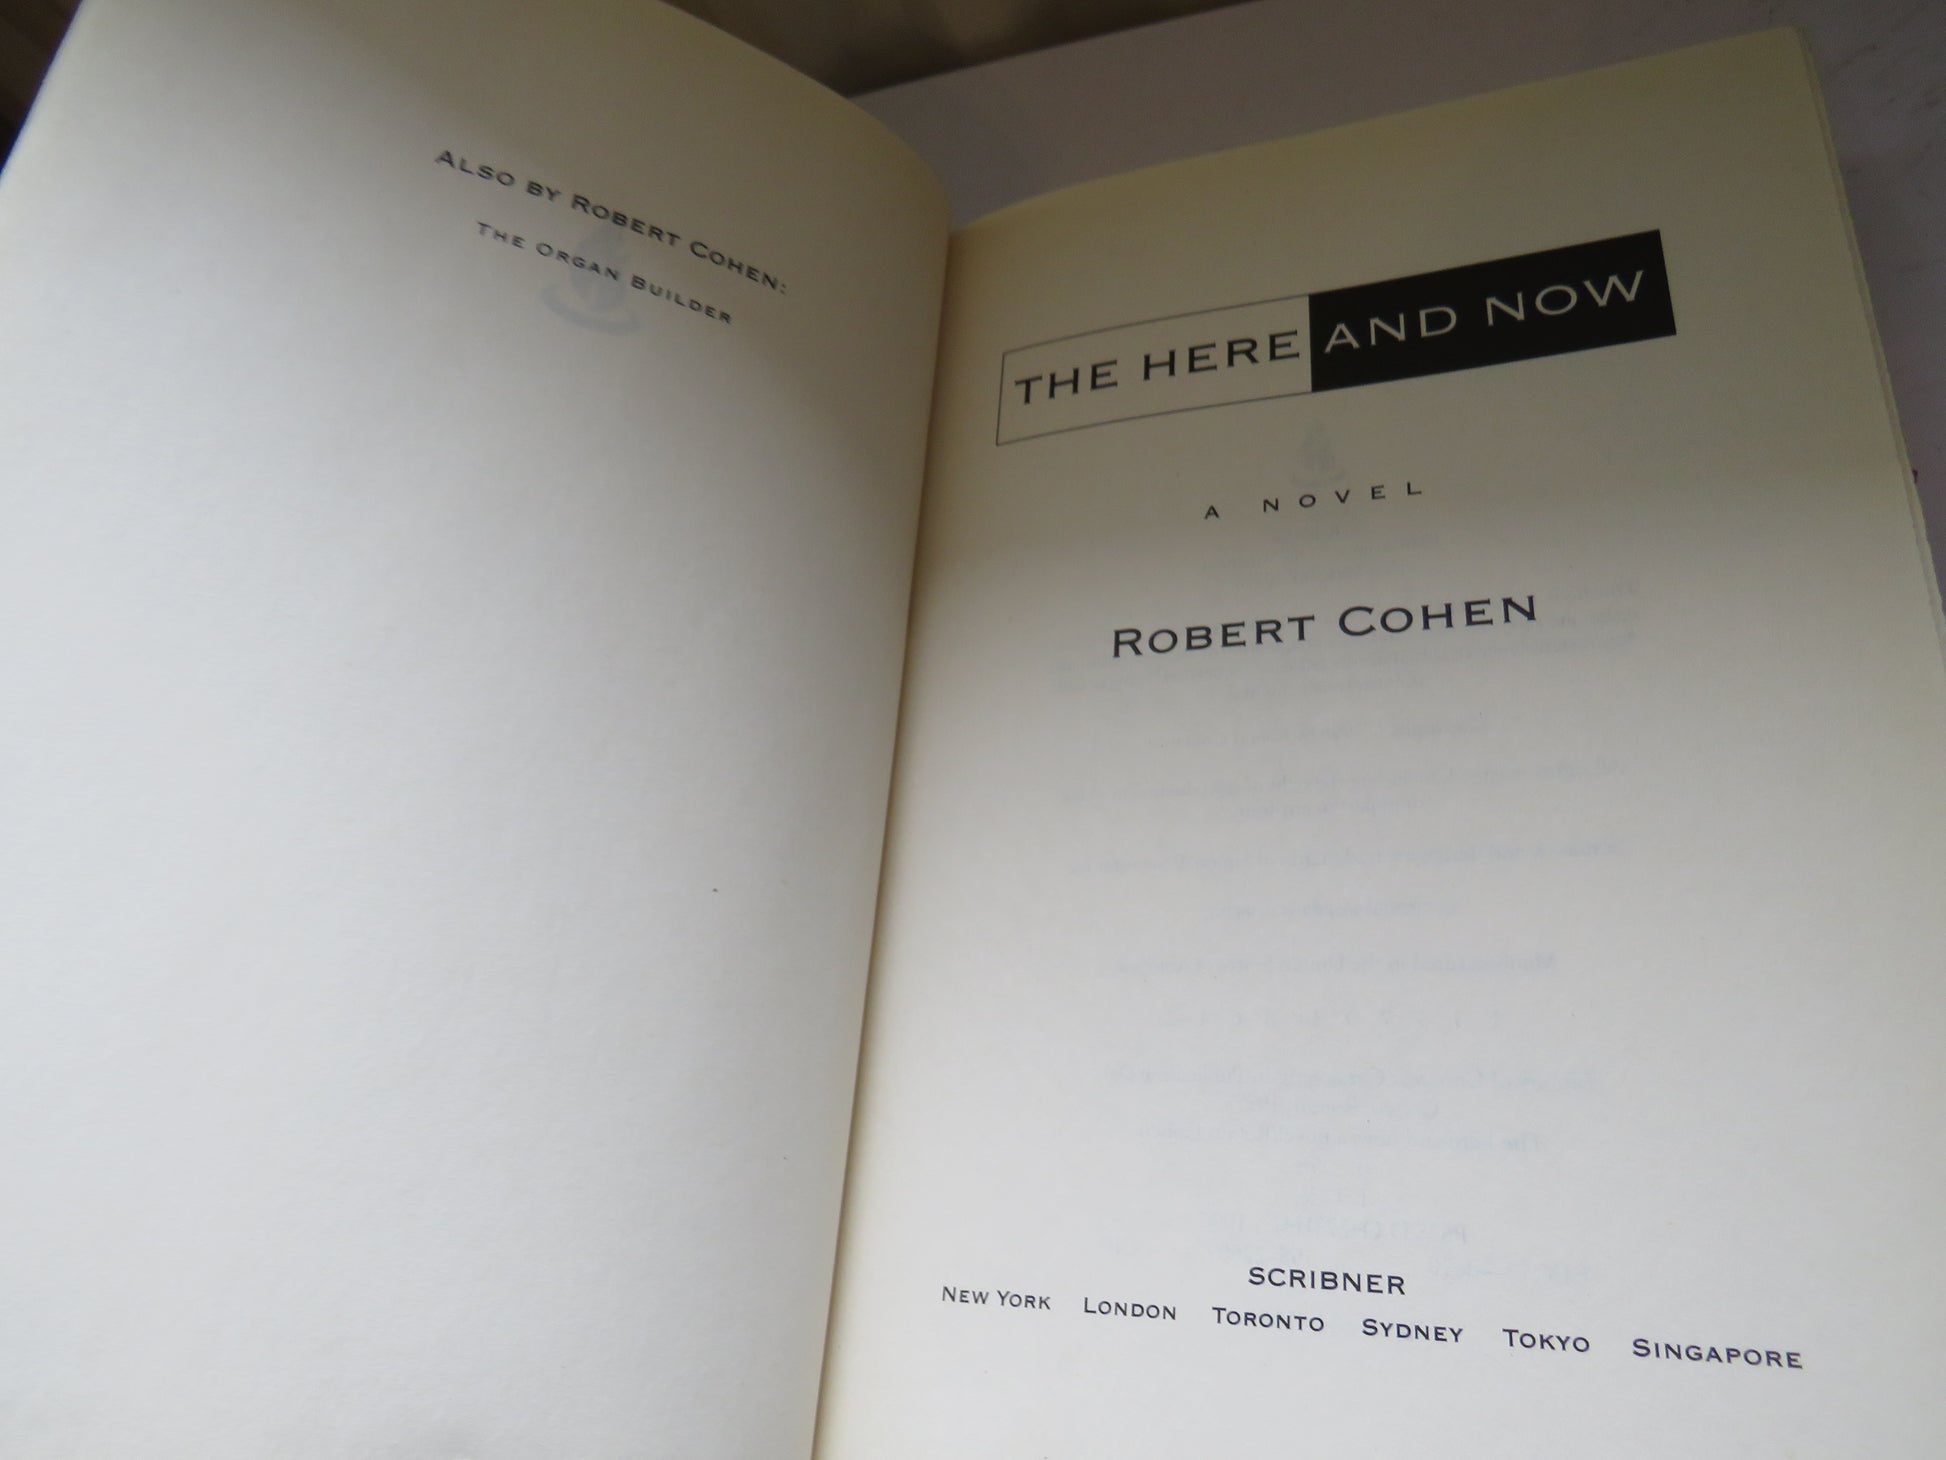 ALSO BY ROBERT COHEN:
THE ORGAN BUILDER
THE HERE AND NOW
A NOVEL
ROBERT COHEN
SCRIBNER
NEW YORK LONDON TORONTO SYDNEY TOKYO SINGAPORE